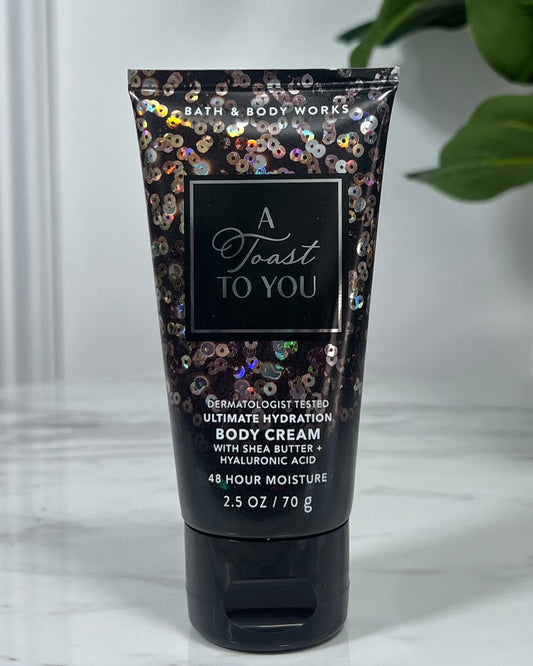 BATH & BODY WORKS
A
Toast
TO YOU
DERMATOLOGIST TESTED
ULTIMATE HYDRATION
BODY CREAM
WITH SHEA BUTTER +
HYALURONIC ACID
48 HOUR MOISTURE
2.5 OZ / 70 g